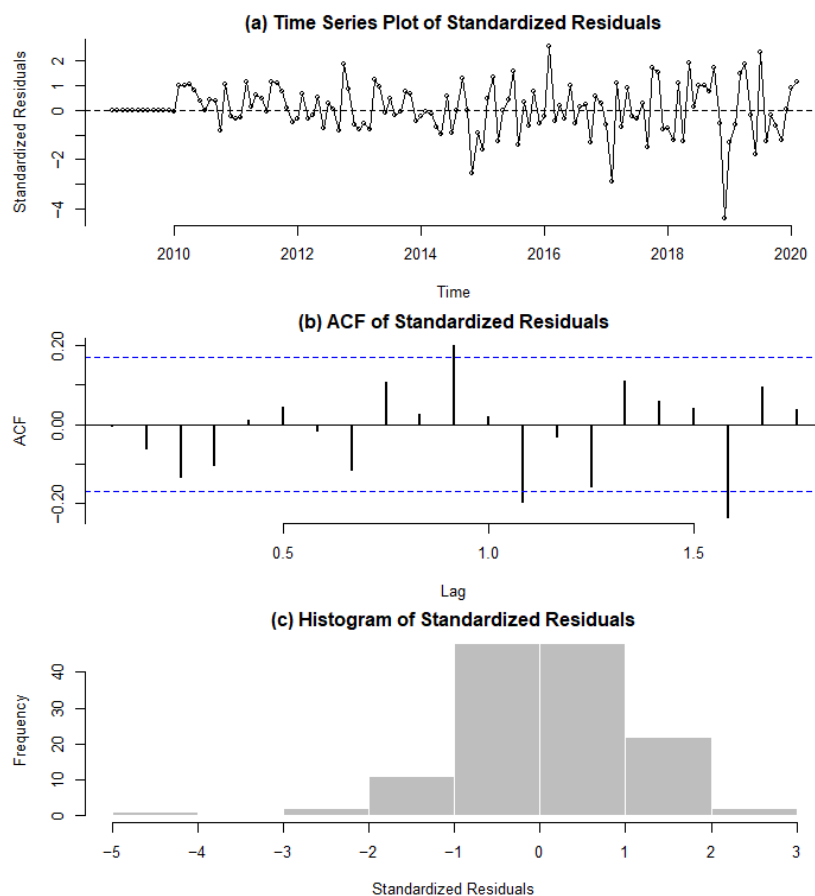 (a) Time Series Plot of Standardized Residuals
Standardized Residuals
2
1
0
−2
−4
2010 2012 2014 2016 2018 2020
Time
(b) ACF of Standardized Residuals
ACF
0.20
0.00
−0.20
0.5 1.0 1.5
Lag
(c) Histogram of Standardized Residuals
Frequency
40
30
20
10
0
−5 −4 −3 −2 −1 0 1 2 3
Standardized Residuals